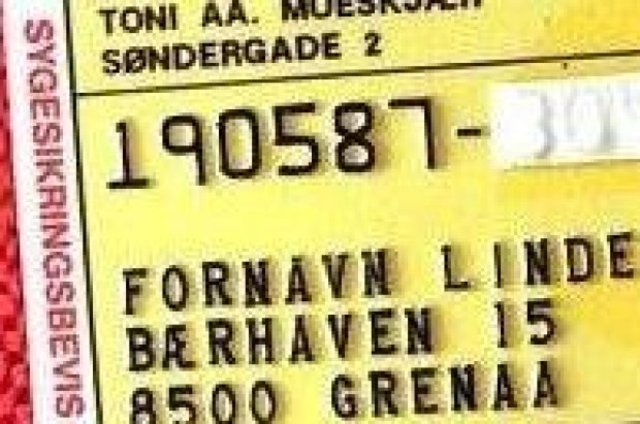 SYGESIKRINGSBEVIS
TONI AA.
SØNDERGADE 2
190587-
FORNAVN LINDE
BÆRHAVEN 15
8500 GRENAA